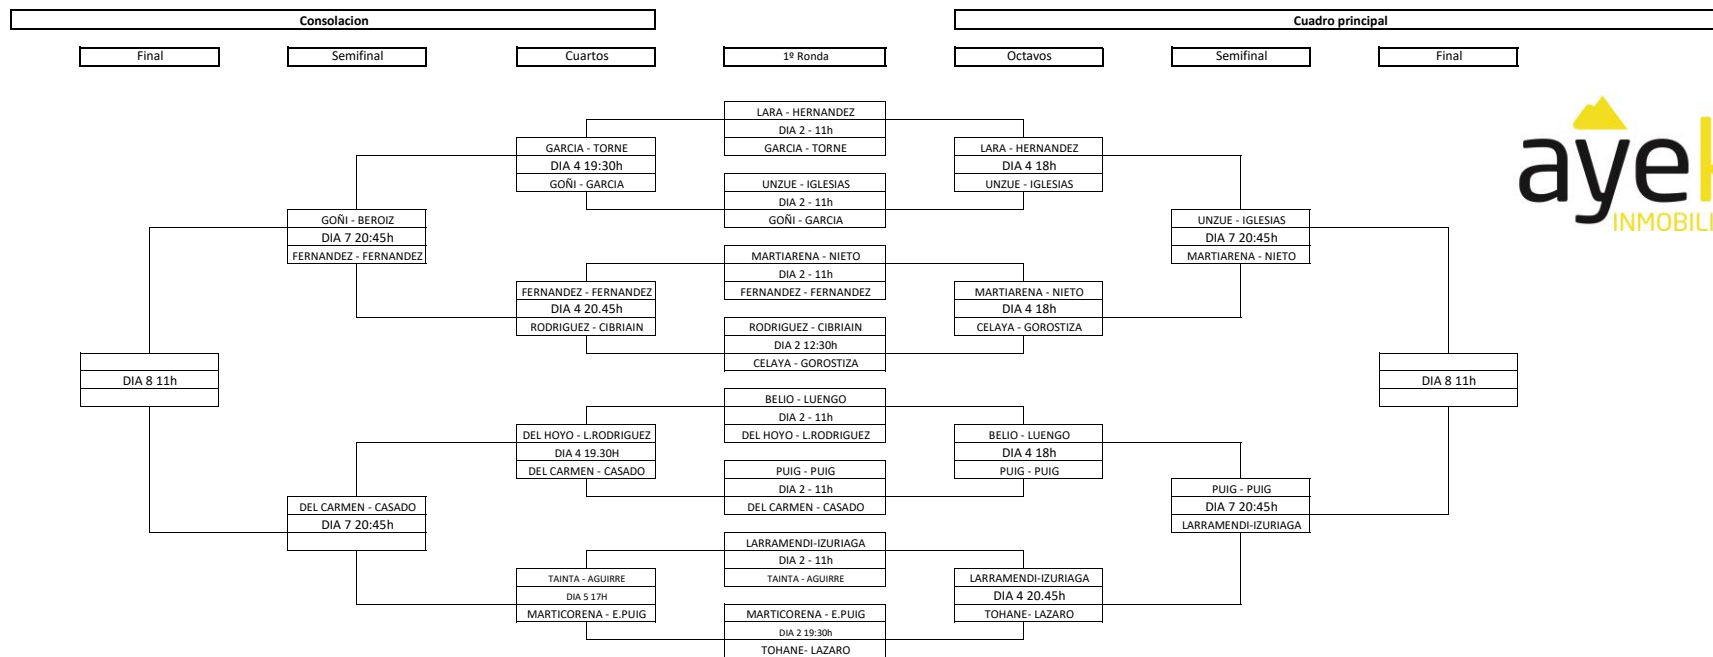 Consolacion
Cuadro principal
Final
Semifinal
Cuartos
1º Ronda
Octavos
Semifinal
Final
LARA - HERNANDEZ
DIA 2 - 11h
GARCIA - TORNE
UNZUE - IGLESIAS
DIA 2 - 11h
GOÑI - GARCIA
MARTIARENA - NIETO
DIA 2 - 11h
FERNANDEZ - FERNANDEZ
RODRIGUEZ - CIBRIAIN
DIA 2 12:30h
CELAYA - GOROSTIZA
BELIO - LUENGO
DIA 2 - 11h
DEL HOYO - L.RODRIGUEZ
PUIG - PUIG
DIA 2 - 11h
DEL CARMEN - CASADO
LARRAMENDI-IZURIAGA
DIA 2 - 11h
TAINTA - AGUIRRE
MARTICORENA - E.PUIG
DIA 2 19:30h
TOHANE- LAZARO
GARCIA - TORNE
DIA 4 19:30h
GOÑI - GARCIA
FERNANDEZ - FERNANDEZ
DIA 4 20.45h
RODRIGUEZ - CIBRIAIN
DEL HOYO - L.RODRIGUEZ
DIA 4 19.30H
DEL CARMEN - CASADO
TAINTA - AGUIRRE
DIA 5 17H
MARTICORENA - E.PUIG
GOÑI - BEROIZ
DIA 7 20:45h
FERNANDEZ - FERNANDEZ
DEL CARMEN - CASADO
DIA 7 20:45h
DIA 8 11h
LARA - HERNANDEZ
DIA 4 18h
UNZUE - IGLESIAS
MARTIARENA - NIETO
DIA 4 18h
CELAYA - GOROSTIZA
BELIO - LUENGO
DIA 4 18h
PUIG - PUIG
LARRAMENDI-IZURIAGA
DIA 4 20.45h
TOHANE- LAZARO
UNZUE - IGLESIAS
DIA 7 20:45h
MARTIARENA - NIETO
PUIG - PUIG
DIA 7 20:45h
LARRAMENDI-IZURIAGA
DIA 8 11h
aye
INMOBILI